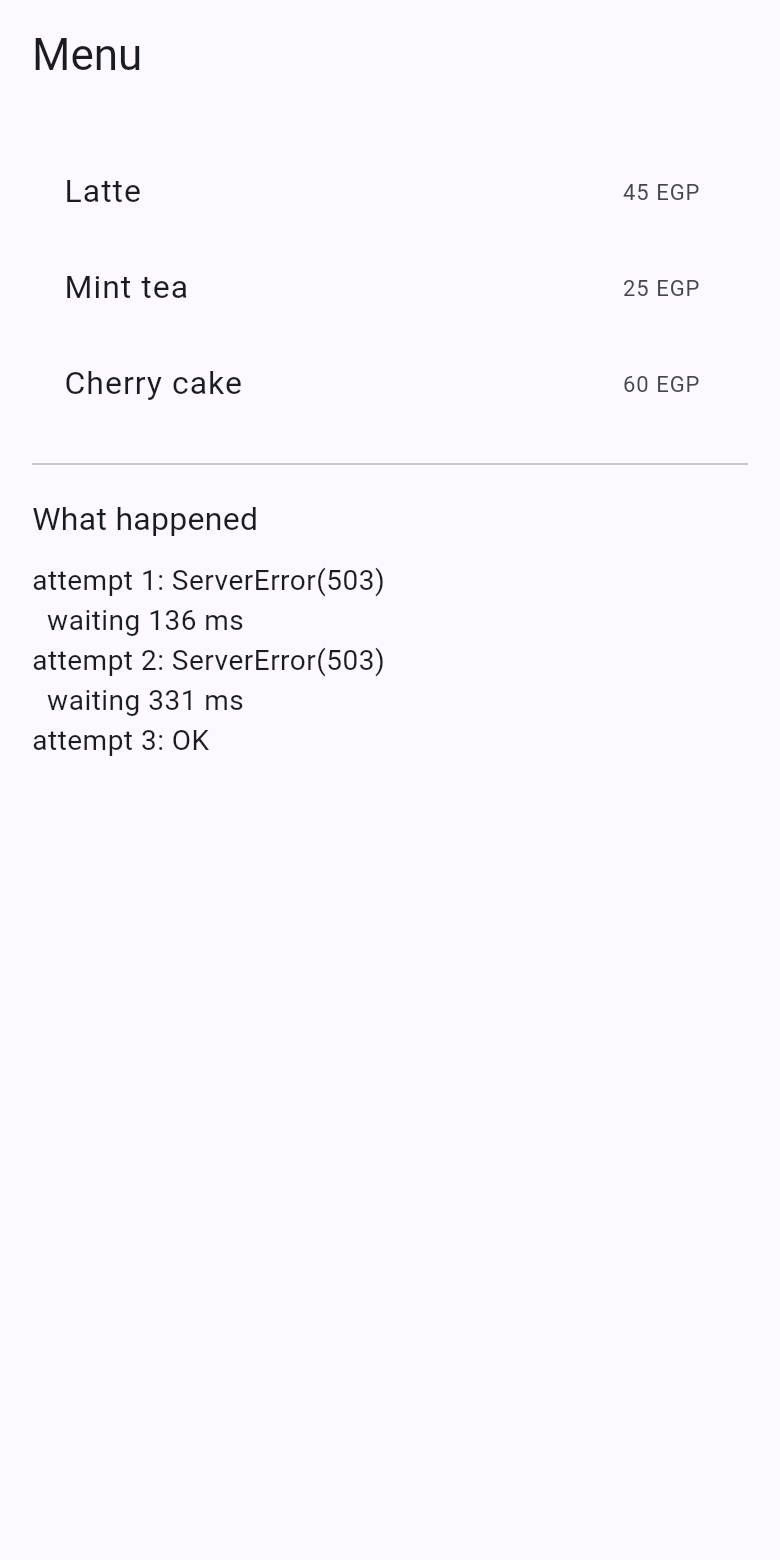 Menu
Latte 45 EGP
Mint tea 25 EGP
Cherry cake 60 EGP
What happened
attempt 1: ServerError(503)
waiting 136 ms
attempt 2: ServerError(503)
waiting 331 ms
attempt 3: OK